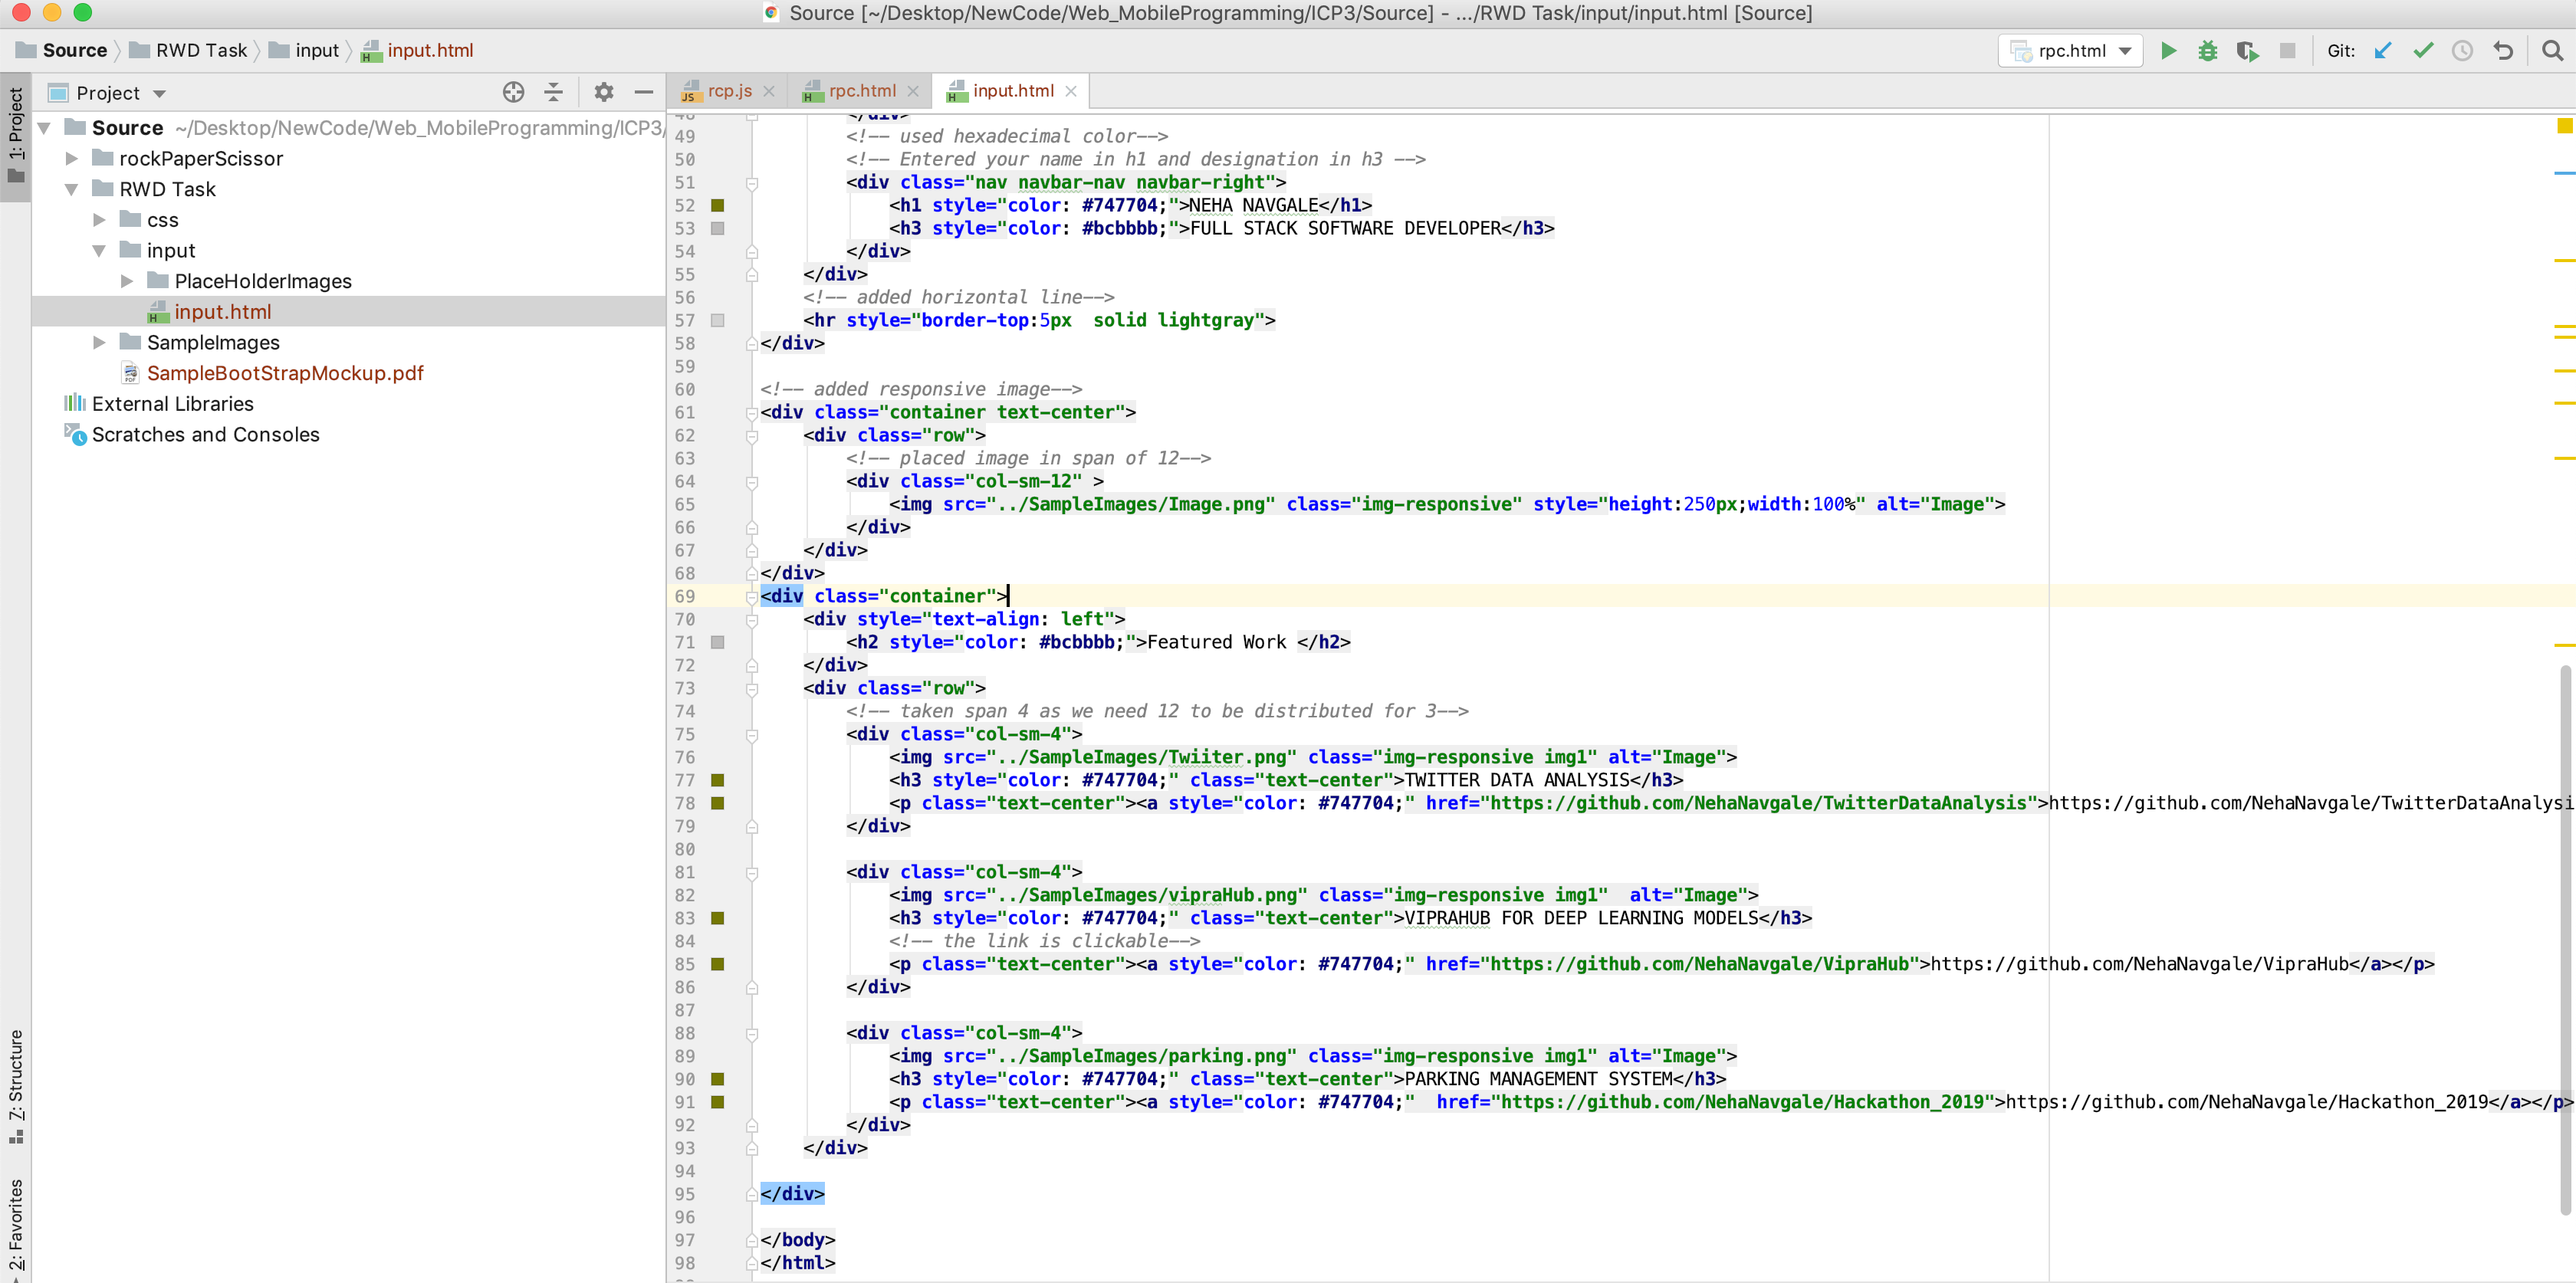 Source [~/Desktop/NewCode/Web_MobileProgramming/ICP3/Source] - .../RWD Task/input/input.html [Source]
Source RWD Task input input.html
rpc.html Git:
1: Project
Project
rcp.js rpc.html input.html
Source ~/Desktop/NewCode/Web_MobileProgramming/ICP3/
rockPaperScissor
RWD Task
css
input
PlaceHolderImages
input.html
SampleImages
SampleBootStrapMockup.pdf
External Libraries
Scratches and Consoles
7: Structure
2: Favorites
48 </div>
49 <!-- used hexadecimal color-->
50 <!-- Entered your name in h1 and designation in h3 -->
51 <div class="nav navbar-nav navbar-right">
52 <h1 style="color: #747704;">NEHA NAVGALE</h1>
53 <h3 style="color: #bcbbbb;">FULL STACK SOFTWARE DEVELOPER</h3>
54 </div>
55 </div>
56 <!-- added horizontal line-->
57 <hr style="border-top:5px  solid lightgray">
58 </div>
59
60 <!-- added responsive image-->
61 <div class="container text-center">
62 <div class="row">
63 <!-- placed image in span of 12-->
64 <div class="col-sm-12" >
65 <img src="../SampleImages/Image.png" class="img-responsive" style="height:250px;width:100%" alt="Image">
66 </div>
67 </div>
68 </div>
69 <div class="container">
70 <div style="text-align: left">
71 <h2 style="color: #bcbbbb;">Featured Work </h2>
72 </div>
73 <div class="row">
74 <!-- taken span 4 as we need 12 to be distributed for 3-->
75 <div class="col-sm-4">
76 <img src="../SampleImages/Twiiter.png" class="img-responsive img1" alt="Image">
77 <h3 style="color: #747704;" class="text-center">TWITTER DATA ANALYSIS</h3>
78 <p class="text-center"><a style="color: #747704;" href="https://github.com/NehaNavgale/TwitterDataAnalysis">https://github.com/NehaNavgale/TwitterDataAnalysi
79 </div>
80
81 <div class="col-sm-4">
82 <img src="../SampleImages/vipraHub.png" class="img-responsive img1"  alt="Image">
83 <h3 style="color: #747704;" class="text-center">VIPRAHUB FOR DEEP LEARNING MODELS</h3>
84 <!-- the link is clickable-->
85 <p class="text-center"><a style="color: #747704;" href="https://github.com/NehaNavgale/VipraHub">https://github.com/NehaNavgale/VipraHub</a></p>
86 </div>
87
88 <div class="col-sm-4">
89 <img src="../SampleImages/parking.png" class="img-responsive img1" alt="Image">
90 <h3 style="color: #747704;" class="text-center">PARKING MANAGEMENT SYSTEM</h3>
91 <p class="text-center"><a style="color: #747704;"  href="https://github.com/NehaNavgale/Hackathon_2019">https://github.com/NehaNavgale/Hackathon_2019</a></p>
92 </div>
93 </div>
94
95 </div>
96
97 </body>
98 </html>